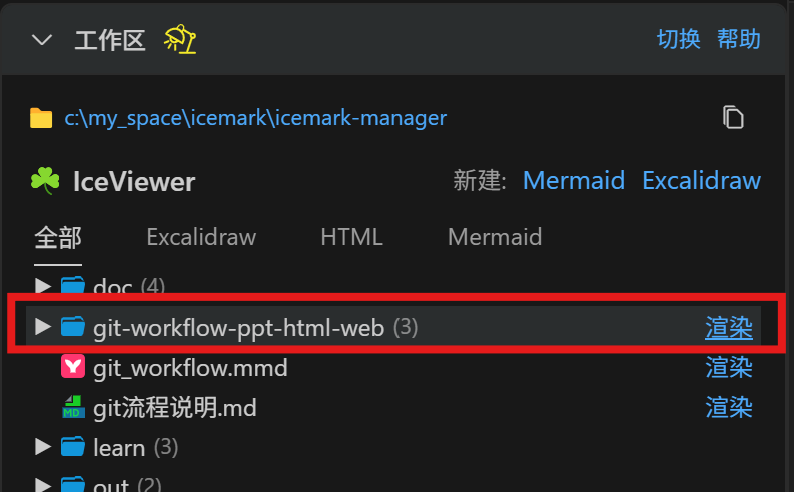 工作区 切换 帮助
c:\my_space\icemark\icemark-manager
IceViewer 新建: Mermaid Excalidraw
全部 Excalidraw HTML Mermaid
doc (4)
git-workflow-ppt-html-web (3) 渲染
git_workflow.mmd 渲染
MD git流程说明.md 渲染
learn (3)
out (2)